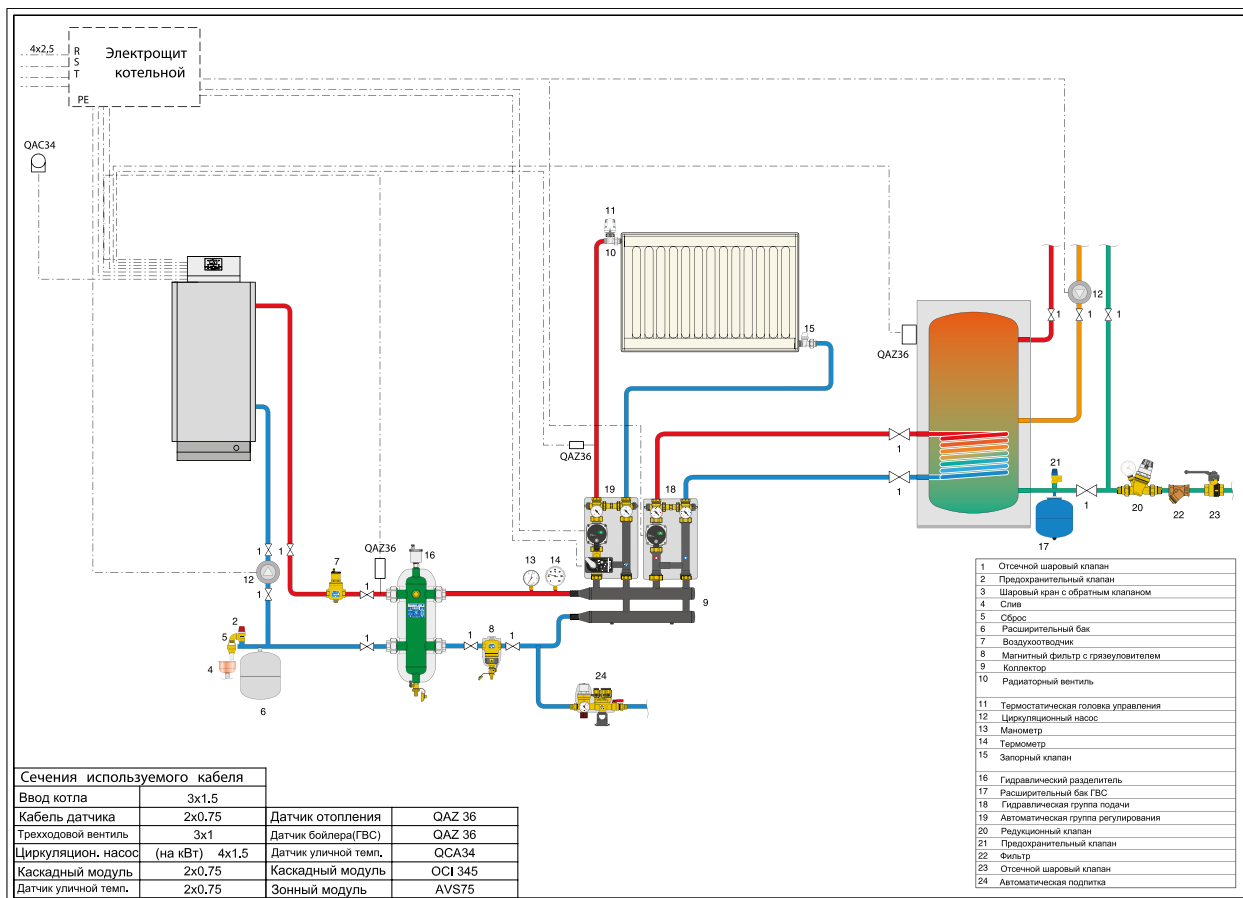 4x2,5
R
S
T
PE
Электрощит
котельной
QAC34
11
10
15
12
1
1
1
QAZ36
QAZ36
1
1
21
1
17
20
22
23
19
18
9
QAZ36
1
1
12
1
7
1
16
13
14
2
5
4
6
1
1
8
1
24
1 Отсечной шаровый клапан
2 Предохранительный клапан
3 Шаровый кран с обратным клапаном
4 Слив
5 Сброс
6 Расширительный бак
7 Воздухоотводчик
8 Магнитный фильтр с грязеуловителем
9 Коллектор
10 Радиаторный вентиль
11 Термостатическая головка управления
12 Циркуляционный насос
13 Манометр
14 Термометр
15 Запорный клапан
16 Гидравлический разделитель
17 Расширительный бак ГВС
18 Гидравлическая группа подачи
19 Автоматическая группа регулирования
20 Редукционный клапан
21 Предохранительный клапан
22 Фильтр
23 Отсечной шаровый клапан
24 Автоматическая подпитка
Сечения используемого кабеля
Ввод котла 3x1.5
Кабель датчика 2x0.75 Датчик отопления QAZ 36
Трехходовой вентиль 3x1 Датчик бойлера(ГВС) QAZ 36
Циркуляцион. насос (на кВт) 4x1.5 Датчик уличной темп. QCA34
Каскадный модуль 2x0.75 Каскадный модуль OCI 345
Датчик уличной темп. 2x0.75 Зонный модуль AVS75